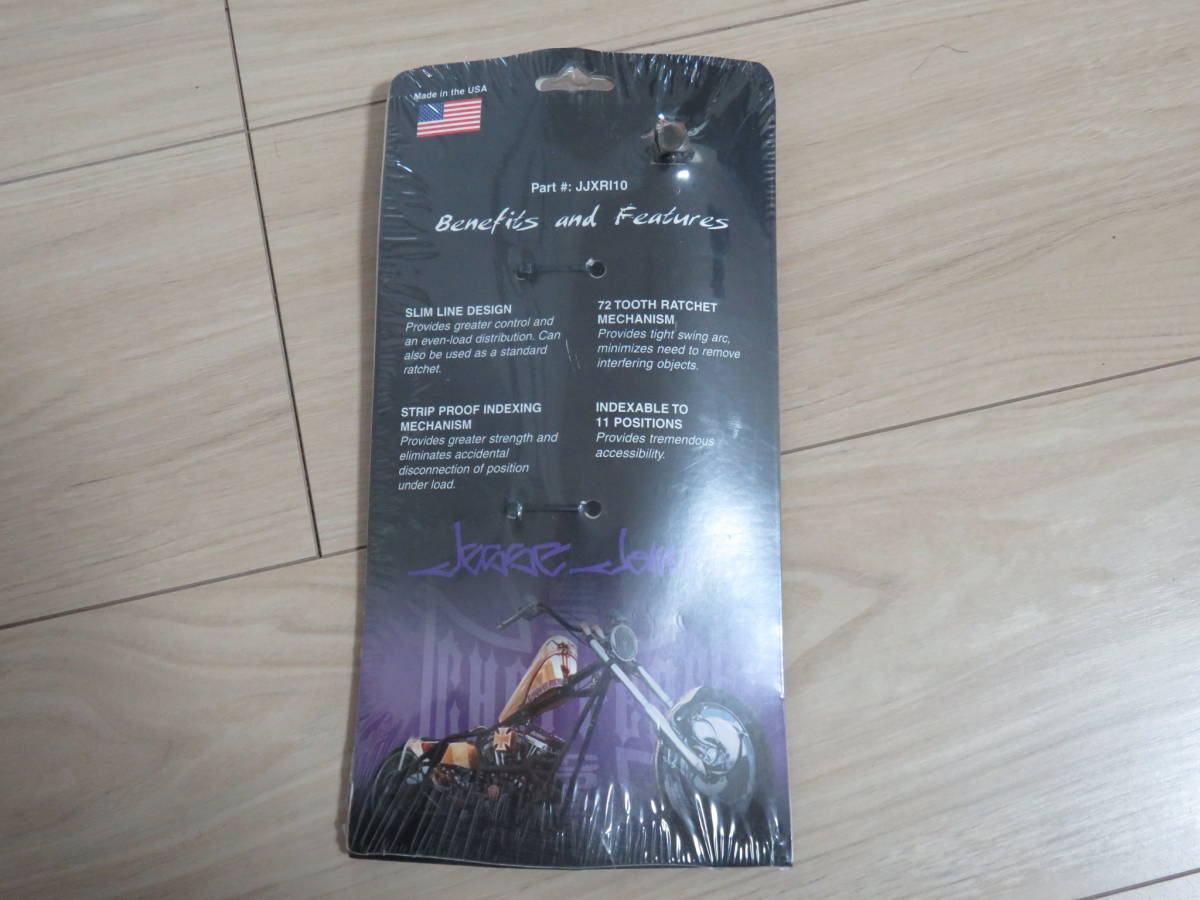 Made in the USA
Part #: JJXRI10
Benefits and Features
SLIM LINE DESIGN
Provides greater control and
an even-load distribution. Can
also be used as a standard
ratchet.
72 TOOTH RATCHET
MECHANISM
Provides tight swing arc,
minimizes need to remove
interfering objects.
STRIP PROOF INDEXING
MECHANISM
Provides greater strength and
eliminates accidental
disconnection of position
under load.
INDEXABLE TO
11 POSITIONS
Provides tremendous
accessibility.
Jesse